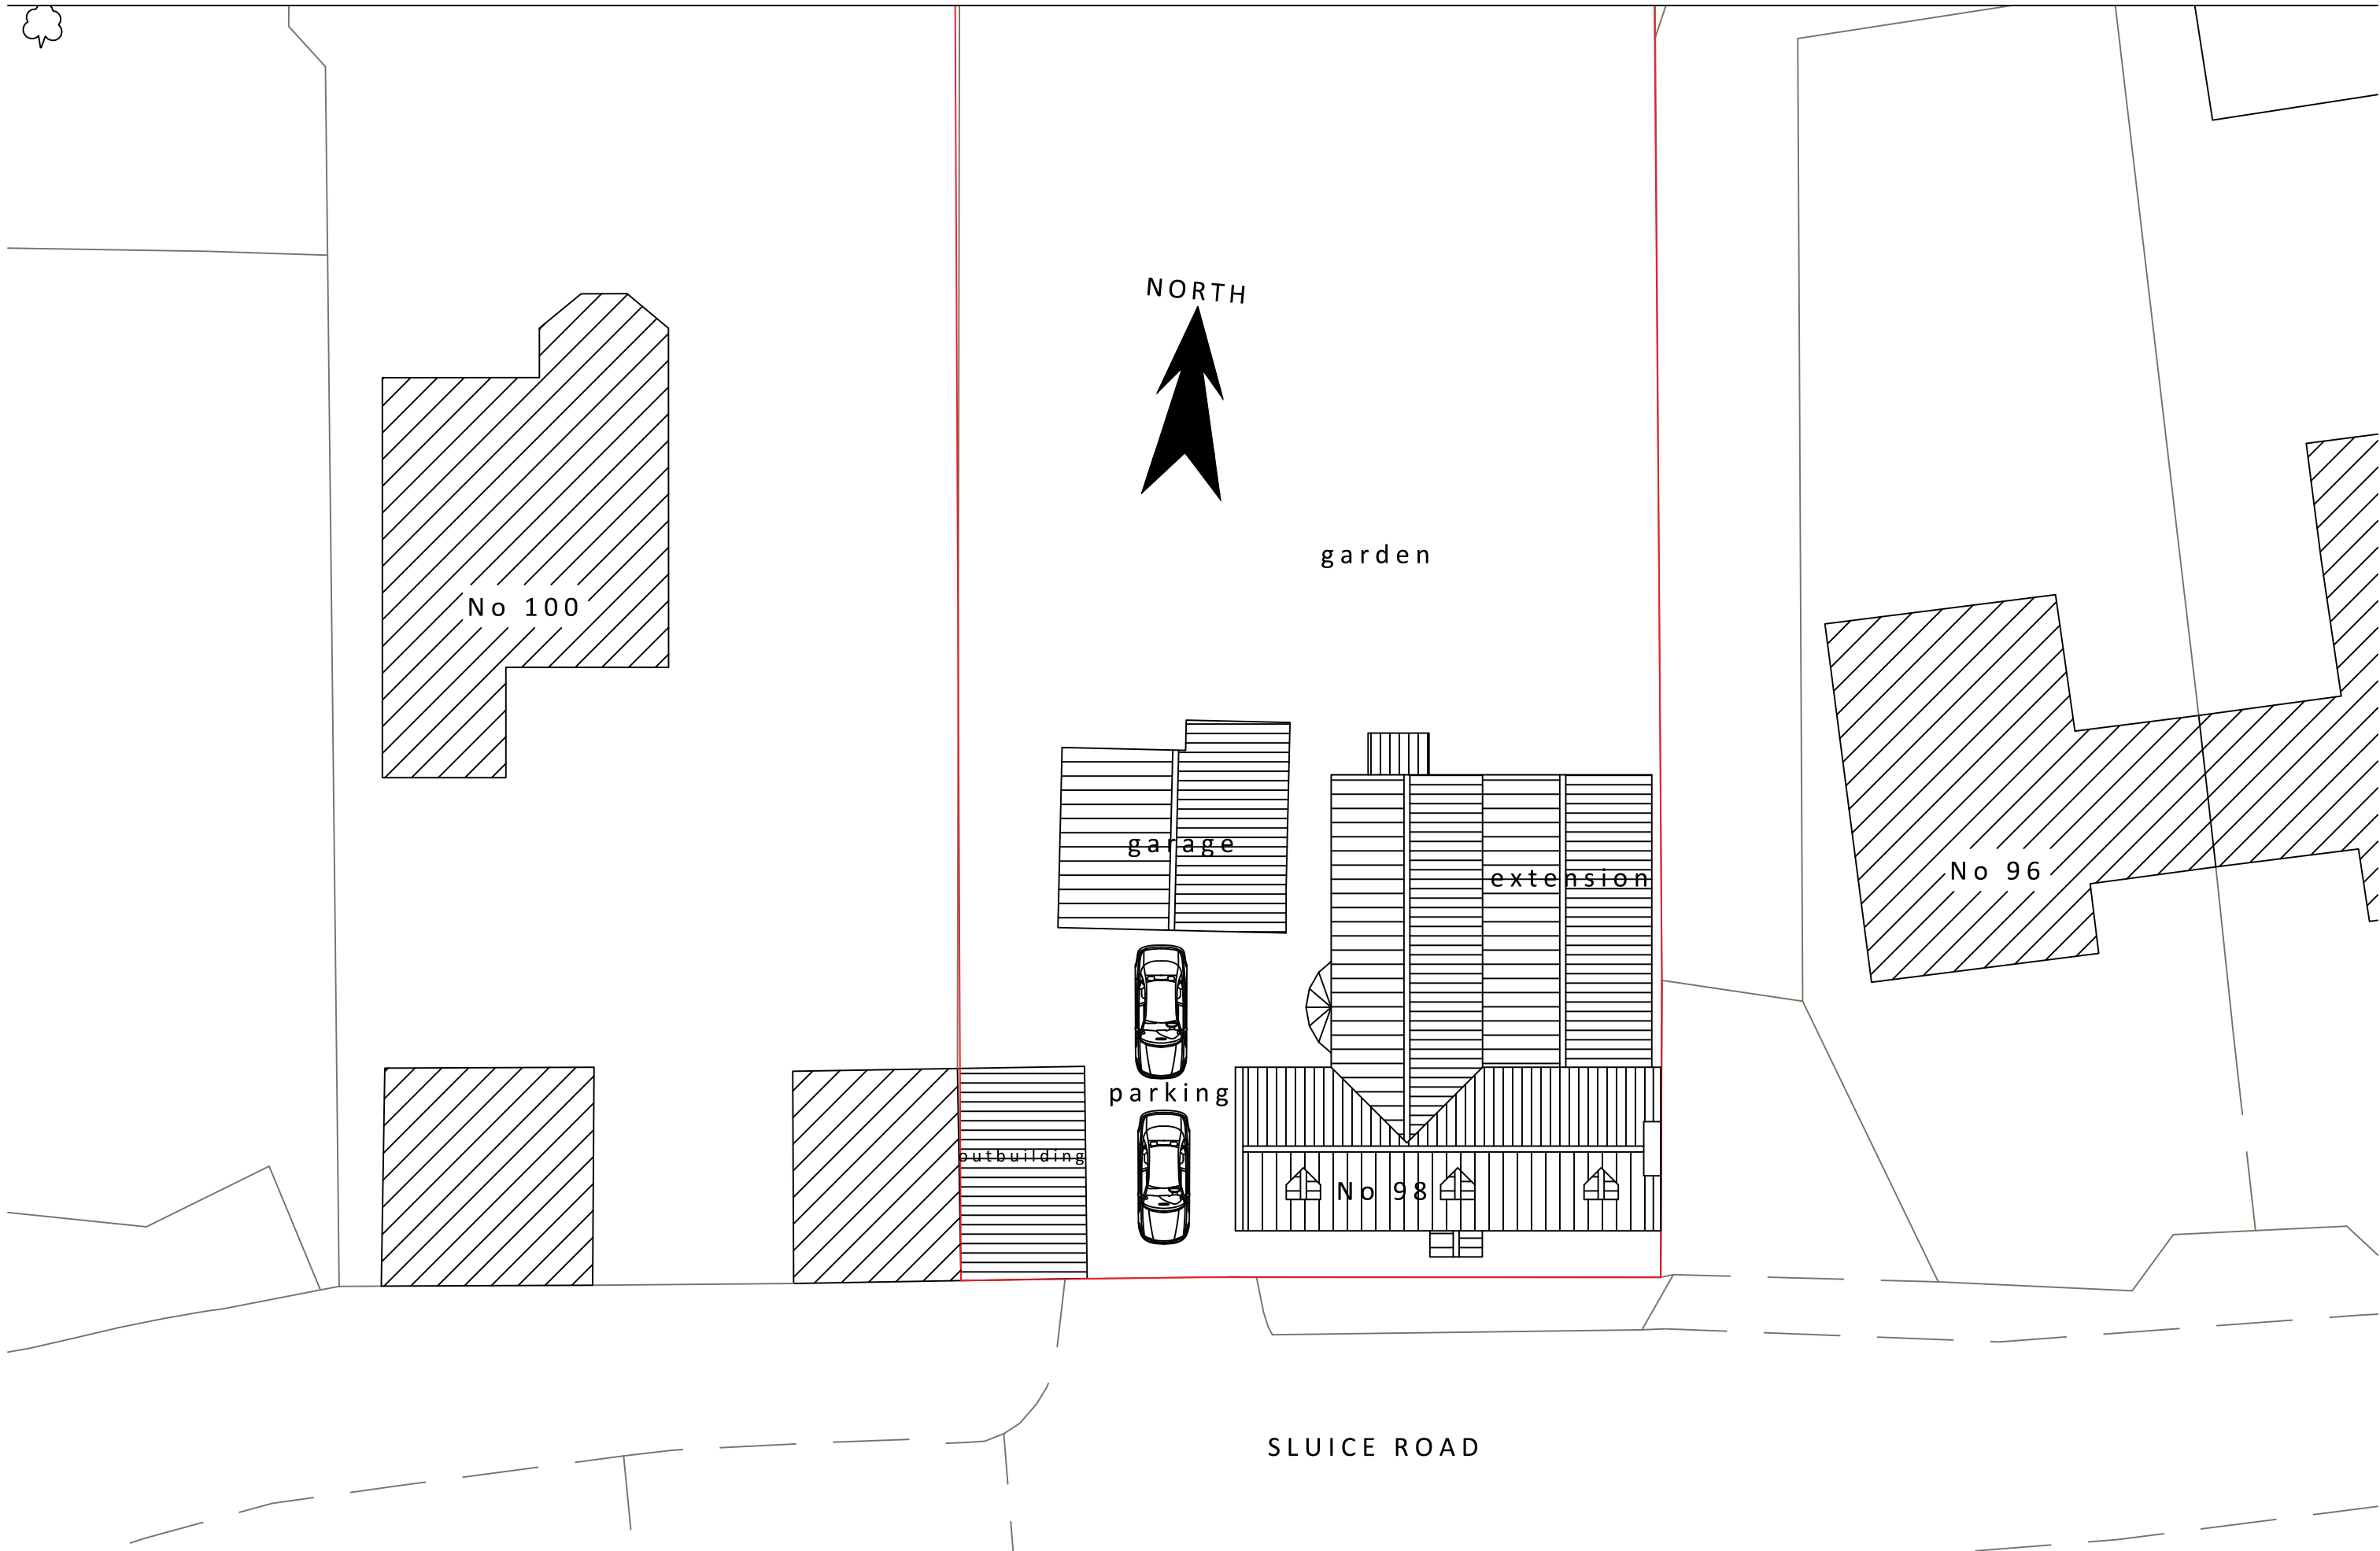 NORTH
garden
No 100
garage
No 96
extension
parking
outbuilding
No 98
SLUICE ROAD